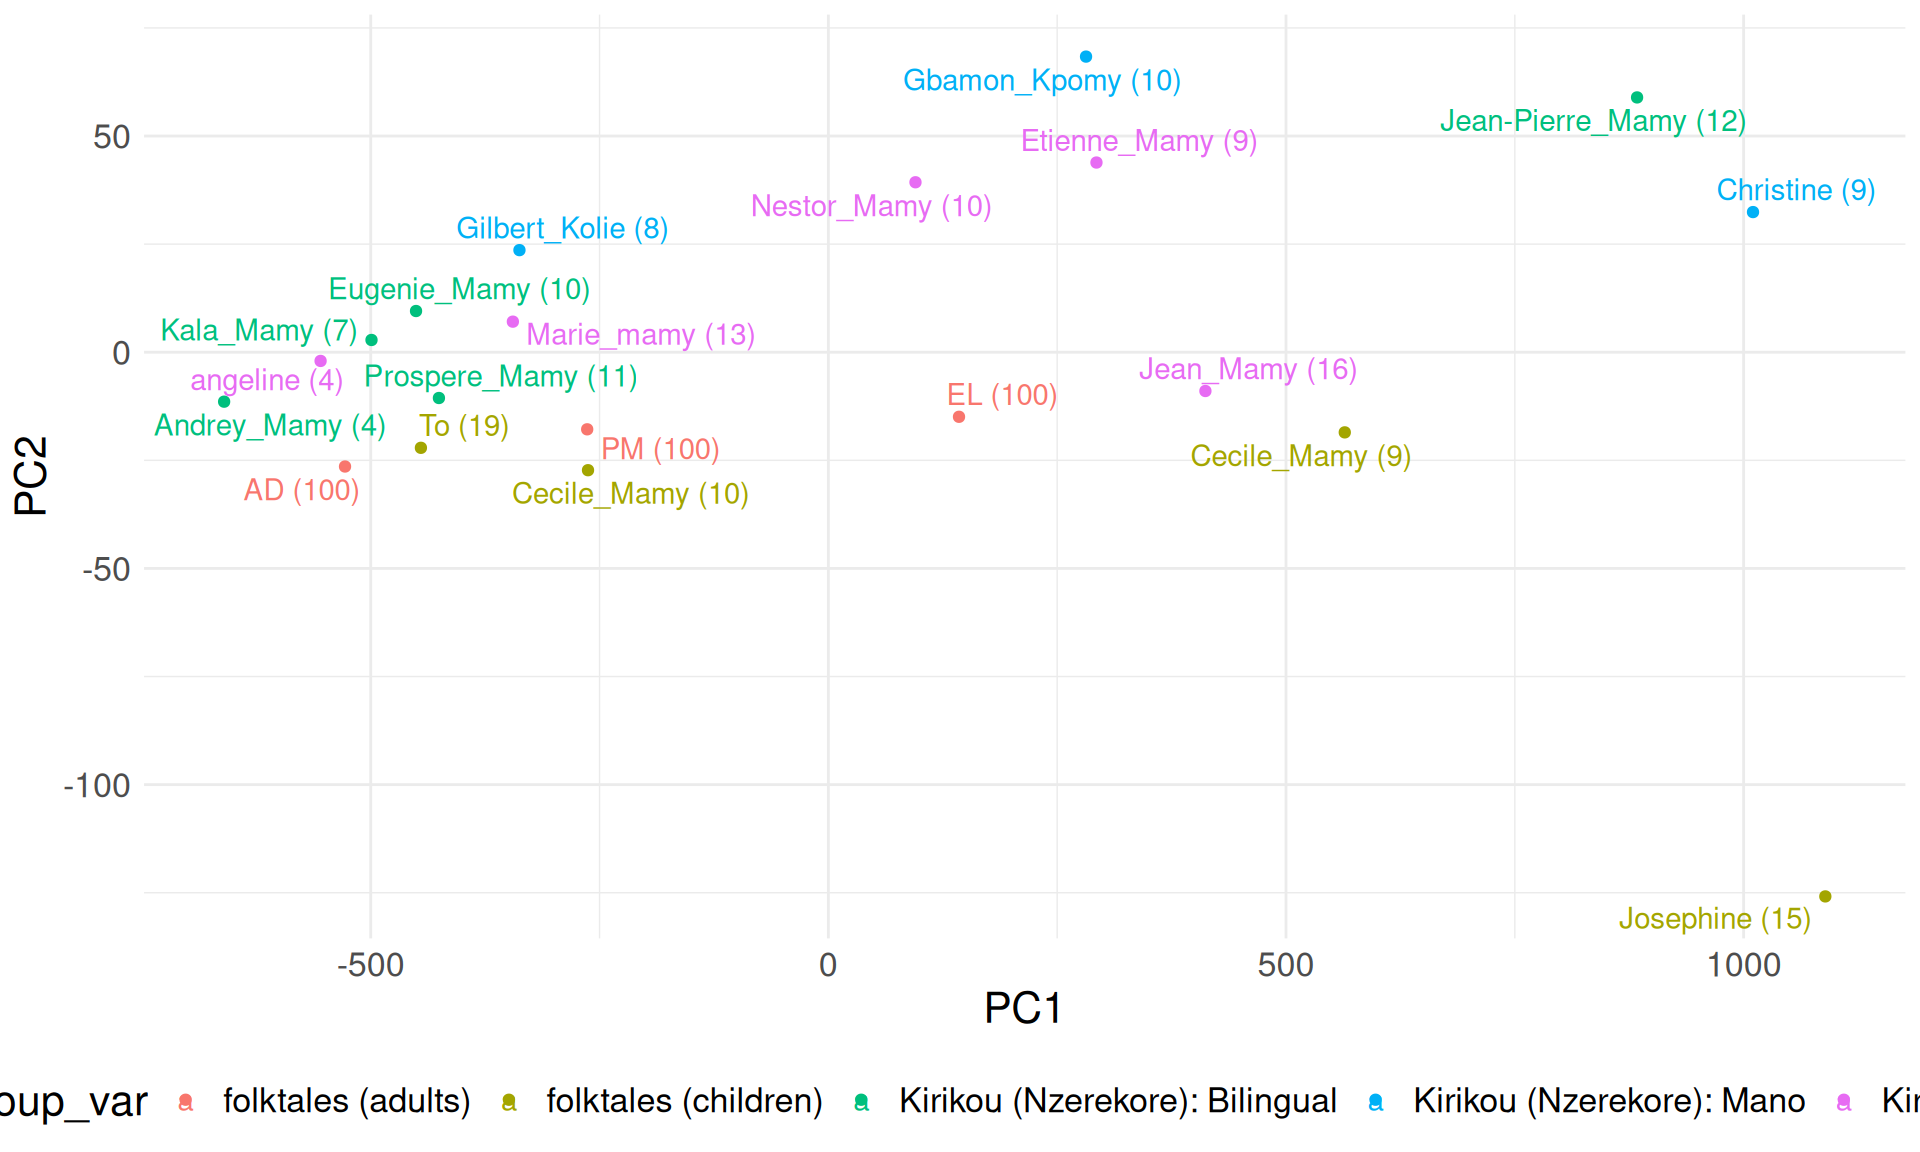 Gbamon_Kpomy (10)
Jean-Pierre_Mamy (12)
50
Etienne_Mamy (9)
Christine (9)
Nestor_Mamy (10)
Gilbert_Kolie (8)
Eugenie_Mamy (10)
Kala_Mamy (7)
Marie_mamy (13)
0
angeline (4)
Prospere_Mamy (11)
Jean_Mamy (16)
EL (100)
Andrey_Mamy (4)
To (19)
PM (100)
Cecile_Mamy (9)
AD (100)
Cecile_Mamy (10)
PC2
-50
-100
Josephine (15)
-500 0 500 1000
PC1
oup_var a folktales (adults) a folktales (children) a Kirikou (Nzerekore): Bilingual a Kirikou (Nzerekore): Mano a Kir